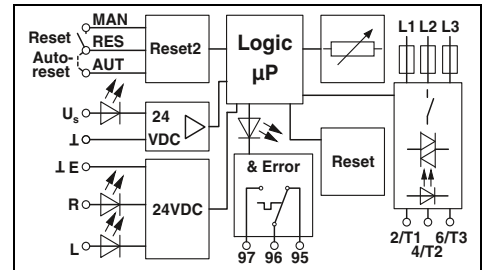 MAN
Reset
RES
Auto-
reset
AUT
Reset2
Logic
µP
L1 L2 L3
Us
24
VDC
⊥
⊥ E
R
L
24VDC
& Error
Reset
97 96 95
2/T1 6/T3
4/T2